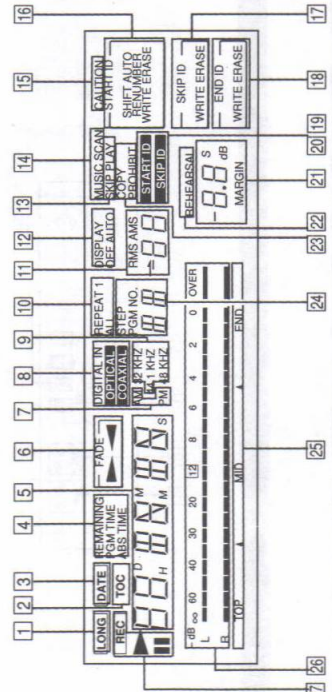 1 2 3 4 5 6 7 8 9 10 11 12 13 14 15 16 17
LONG DATE
REC TOC
REMAINING
PGM TIME
ABS TIME
FADE
DIGITAL IN
OPTICAL
COAXIAL
REPEAT 1
ALL
STEP
PGM NO.
DISPLAY
OFF AUTO
MUSIC SCAN
SKIP PLAY
COPY
PROHIBIT
CAUTION
START ID
SHIFT AUTO
RENUMBER
WRITE ERASE
SKIP ID
WRITE ERASE
END ID
WRITE ERASE
D M
H M S
AM 32 KHZ
44.1 KHZ
PM 48 KHZ
RMS AMS
START ID
SKIP ID
-dB ∞ 60 40 30 20 12 8 6 4 2 0 OVER
L
R
TOP MID END
REHEARSAL
S
dB
MARGIN
26 25 24 23 22 21 20 19 18